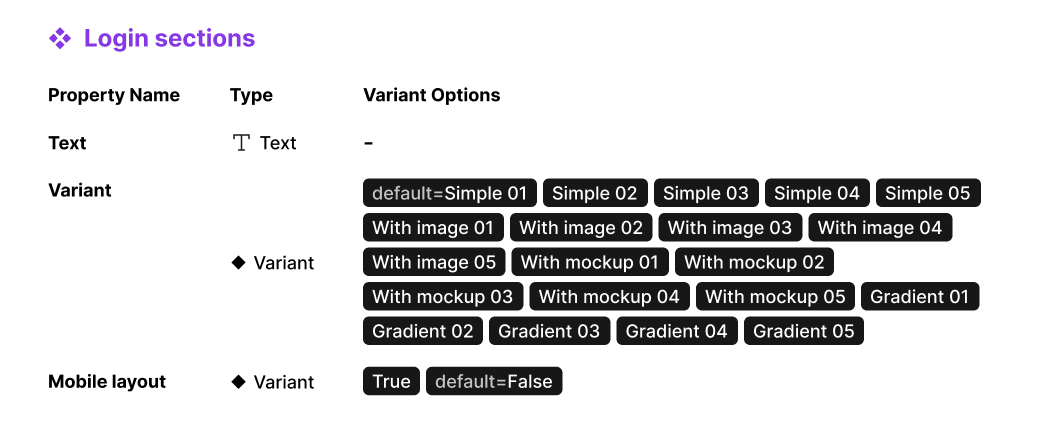 Login sections
Property Name Type Variant Options
Text Text –
Variant
default=Simple 01 Simple 02 Simple 03 Simple 04 Simple 05
With image 01 With image 02 With image 03 With image 04
Variant With image 05 With mockup 01 With mockup 02
With mockup 03 With mockup 04 With mockup 05 Gradient 01
Gradient 02 Gradient 03 Gradient 04 Gradient 05
Mobile layout Variant True default=False